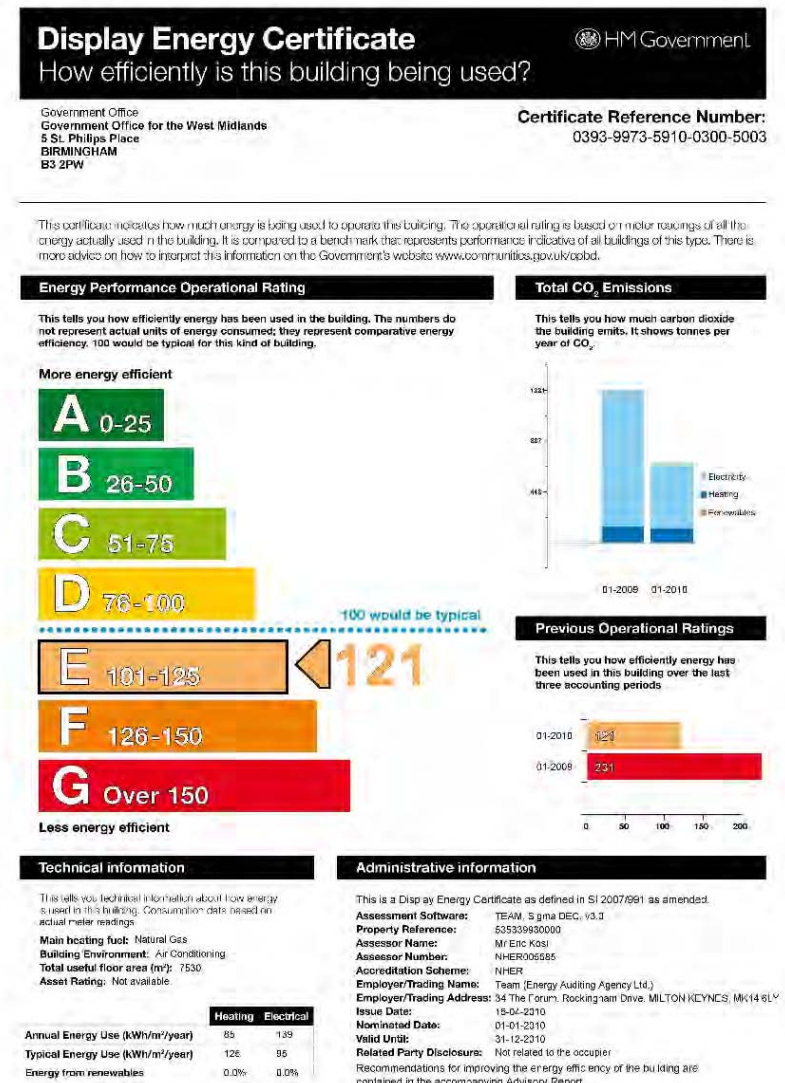 Display Energy Certificate
HM Government
How efficiently is this building being used?
Government Office
Government Office for the West Midlands
5 St. Philips Place
BIRMINGHAM
B3 2PW
Certificate Reference Number:
0393-9973-5910-0300-5003
This certificate indicates how much energy is being used to operate this building. The operational rating is based on meter readings of all the
energy actually used in the building. It is compared to a benchmark that represents performance indicative of all buildings of this type. There is
more advice on how to interpret this information on the Government's website www.communities.gov.uk/epbd.
Energy Performance Operational Rating
This tells you how efficiently energy has been used in the building. The numbers do
not represent actual units of energy consumed; they represent comparative energy
efficiency. 100 would be typical for this kind of building.
More energy efficient
A 0-25
B 26-50
C 51-75
D 76-100
100 would be typical
E 101-125
121
F 126-150
G Over 150
Less energy efficient
Total CO₂ Emissions
This tells you how much carbon dioxide
the building emits. It shows tonnes per
year of CO₂.
Electricity
Heating
Renewables
01-2009 01-2010
Previous Operational Ratings
This tells you how efficiently energy has
been used in this building over the last
three accounting periods
01-2010 121
01-2009 231
0 50 100 150 200
Technical information
This tells you technical information about how energy
is used in this building. Consumption data based on
actual meter readings
Main heating fuel: Natural Gas
Building Environment: Air Conditioning
Total useful floor area (m²): 7530
Asset Rating: Not available
Heating Electrical
Annual Energy Use (kWh/m²/year) 85 139
Typical Energy Use (kWh/m²/year) 126 95
Energy from renewables 0.0% 0.0%
Administrative information
This is a Display Energy Certificate as defined in SI 2007/991 as amended.
Assessment Software: TEAM, Sigma DEC, v3.0
Property Reference: 535339930000
Assessor Name: Mr Eric Kosi
Assessor Number: NHER005585
Accreditation Scheme: NHER
Employer/Trading Name: Team (Energy Auditing Agency Ltd.)
Employer/Trading Address: 34 The Forum, Rockingham Drive, MILTON KEYNES, MK14 6LY
Issue Date: 
Nominated Date: 01-01-2010
Valid Until: 31-12-2010
Related Party Disclosure: Not related to the occupier
Recommendations for improving the energy efficiency of the building are
contained in the accompanying Advisory Report.